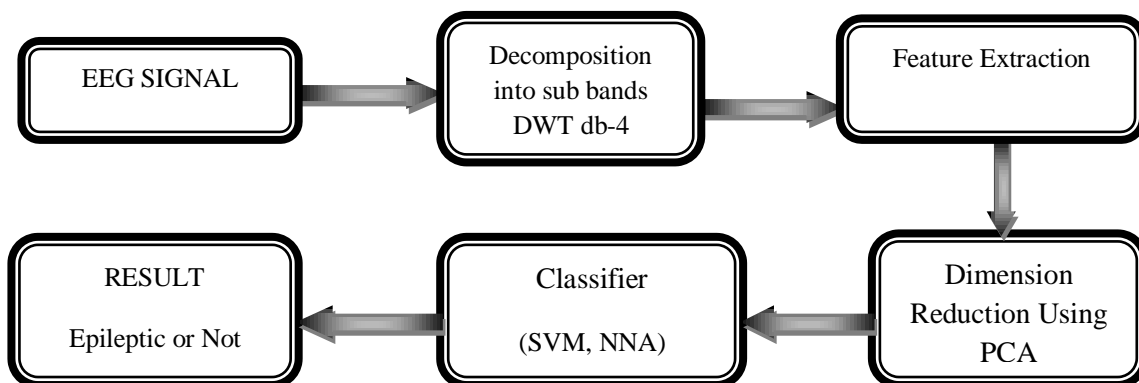 EEG SIGNAL
Decomposition
into sub bands
DWT db-4
Feature Extraction
Dimension
Reduction Using
PCA
Classifier
(SVM, NNA)
RESULT
Epileptic or Not